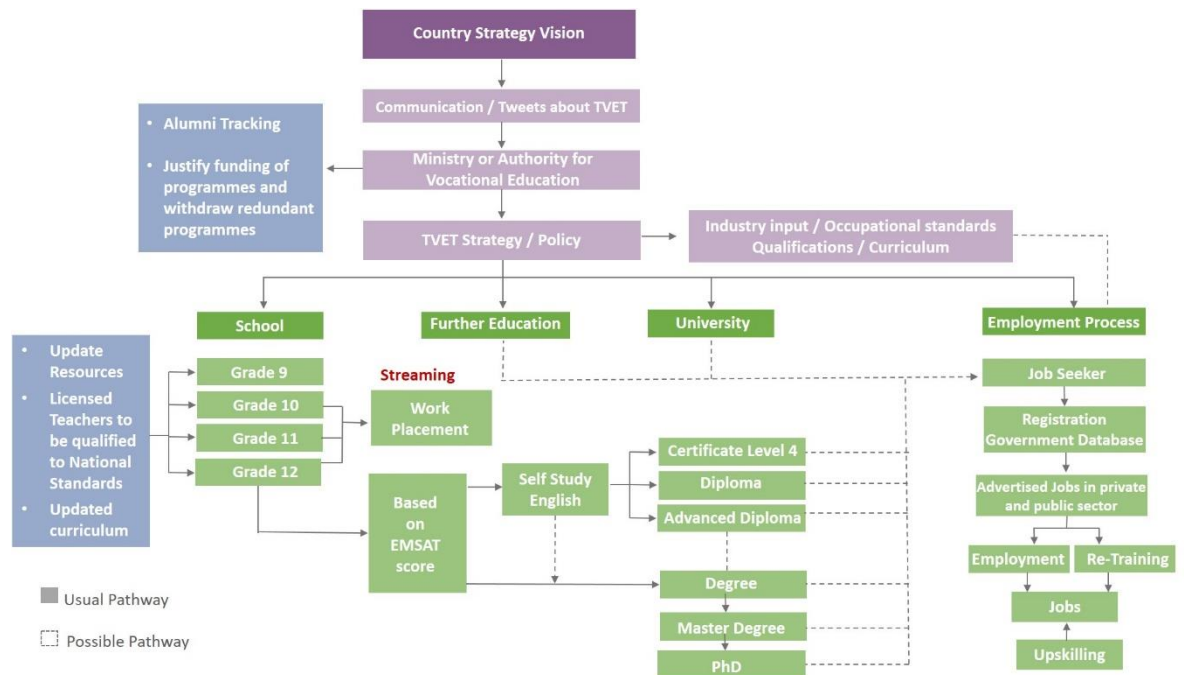 Country Strategy Vision
Communication / Tweets about TVET
• Alumni Tracking
• Justify funding of
programmes and
withdraw redundant
programmes
Ministry or Authority for
Vocational Education
TVET Strategy / Policy
Industry input / Occupational standards
Qualifications / Curriculum
School
Further Education
University
Employment Process
• Update
Resources
• Licensed
Teachers to
be qualified
to National
Standards
• Updated
curriculum
Grade 9
Grade 10
Grade 11
Grade 12
Streaming
Work
Placement
Based
on
EMSAT
score
Self Study
English
Certificate Level 4
Diploma
Advanced Diploma
Degree
Master Degree
PhD
Job Seeker
Registration
Government Database
Advertised Jobs in private
and public sector
Employment
Re-Training
Jobs
Upskilling
Usual Pathway
Possible Pathway